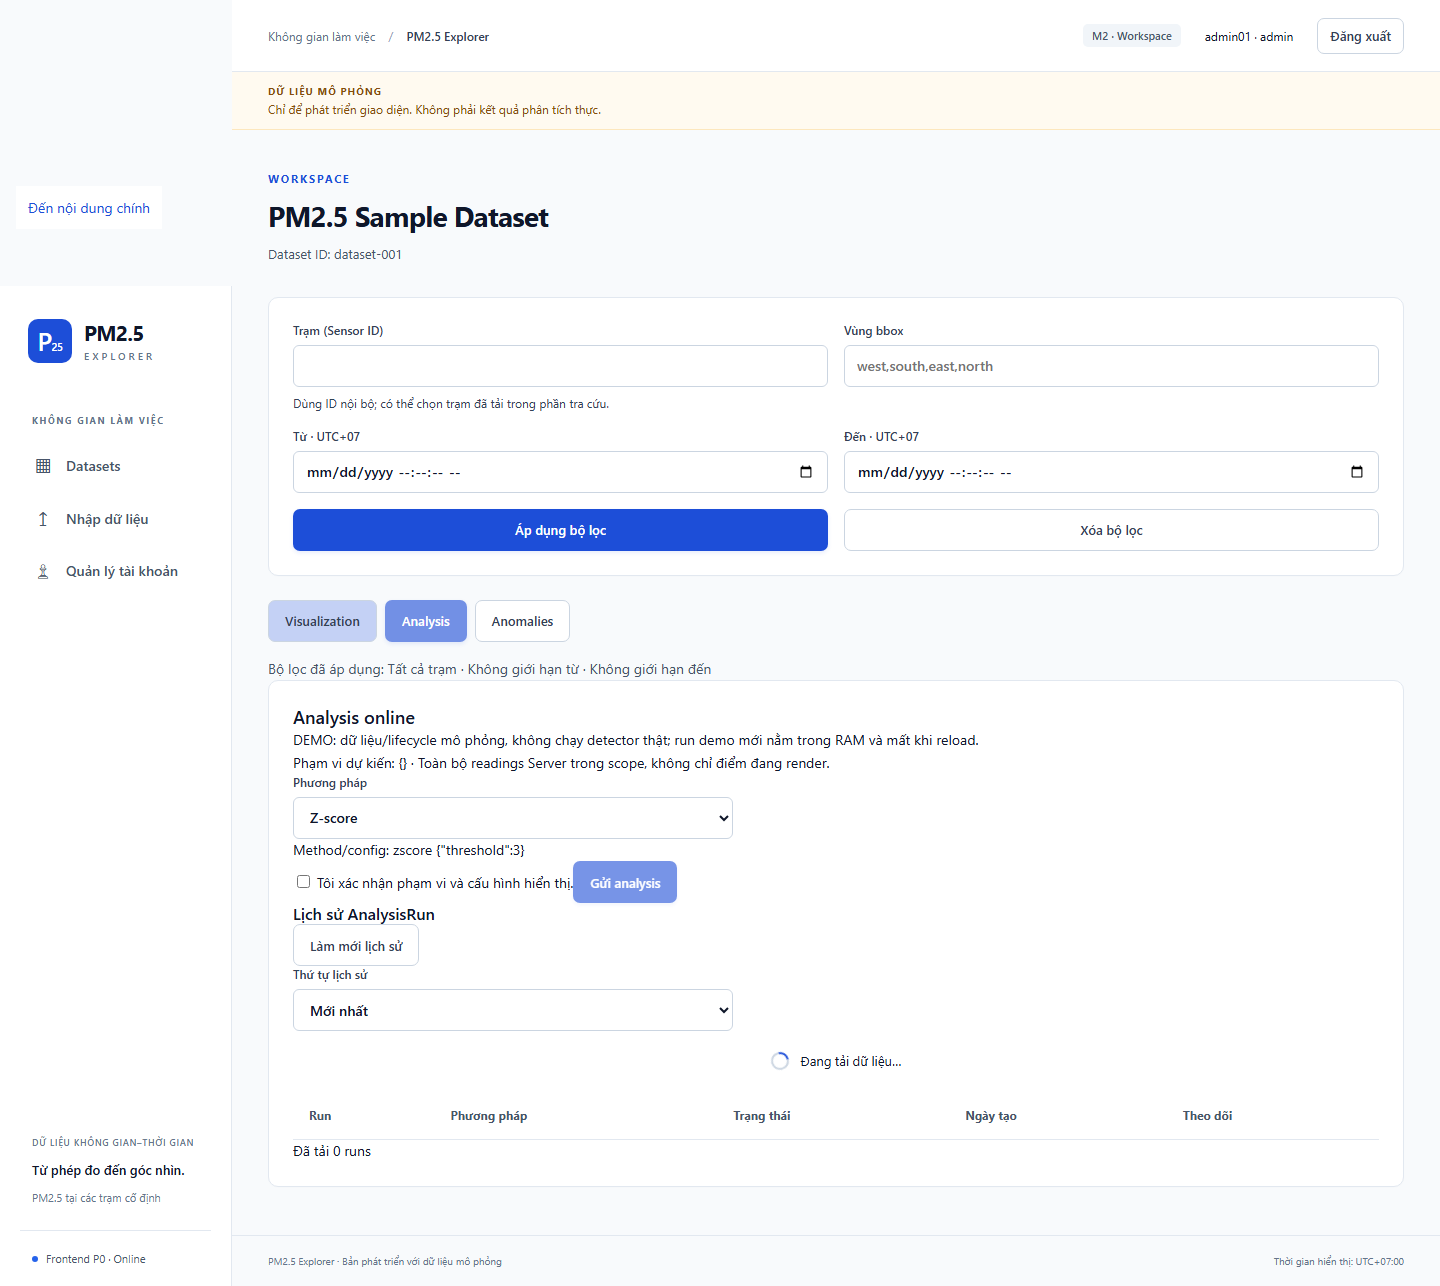 Không gian làm việc / PM2.5 Explorer
M2 · Workspace
admin01 · admin
Đăng xuất
DỮ LIỆU MÔ PHỎNG
Chỉ để phát triển giao diện. Không phải kết quả phân tích thực.
Đến nội dung chính
P25
PM2.5
EXPLORER
KHÔNG GIAN LÀM VIỆC
Datasets
Nhập dữ liệu
Quản lý tài khoản
DỮ LIỆU KHÔNG GIAN–THỜI GIAN
Từ phép đo đến góc nhìn.
PM2.5 tại các trạm cố định
Frontend P0 · Online
WORKSPACE
PM2.5 Sample Dataset
Dataset ID: dataset-001
Trạm (Sensor ID)
Vùng bbox
west,south,east,north
Dùng ID nội bộ; có thể chọn trạm đã tải trong phần tra cứu.
Từ · UTC+07
Đến · UTC+07
mm/dd/yyyy --:--:-- --
mm/dd/yyyy --:--:-- --
Áp dụng bộ lọc
Xóa bộ lọc
Visualization
Analysis
Anomalies
Bộ lọc đã áp dụng: Tất cả trạm · Không giới hạn từ · Không giới hạn đến
Analysis online
DEMO: dữ liệu/lifecycle mô phỏng, không chạy detector thật; run demo mới nằm trong RAM và mất khi reload.
Phạm vi dự kiến: {} · Toàn bộ readings Server trong scope, không chỉ điểm đang render.
Phương pháp
Z-score
Method/config: zscore {"threshold":3}
Tôi xác nhận phạm vi và cấu hình hiển thị.
Gửi analysis
Lịch sử AnalysisRun
Làm mới lịch sử
Thứ tự lịch sử
Mới nhất
Đang tải dữ liệu...
Run Phương pháp Trạng thái Ngày tạo Theo dõi
Đã tải 0 runs
PM2.5 Explorer · Bản phát triển với dữ liệu mô phỏng
Thời gian hiển thị: UTC+07:00